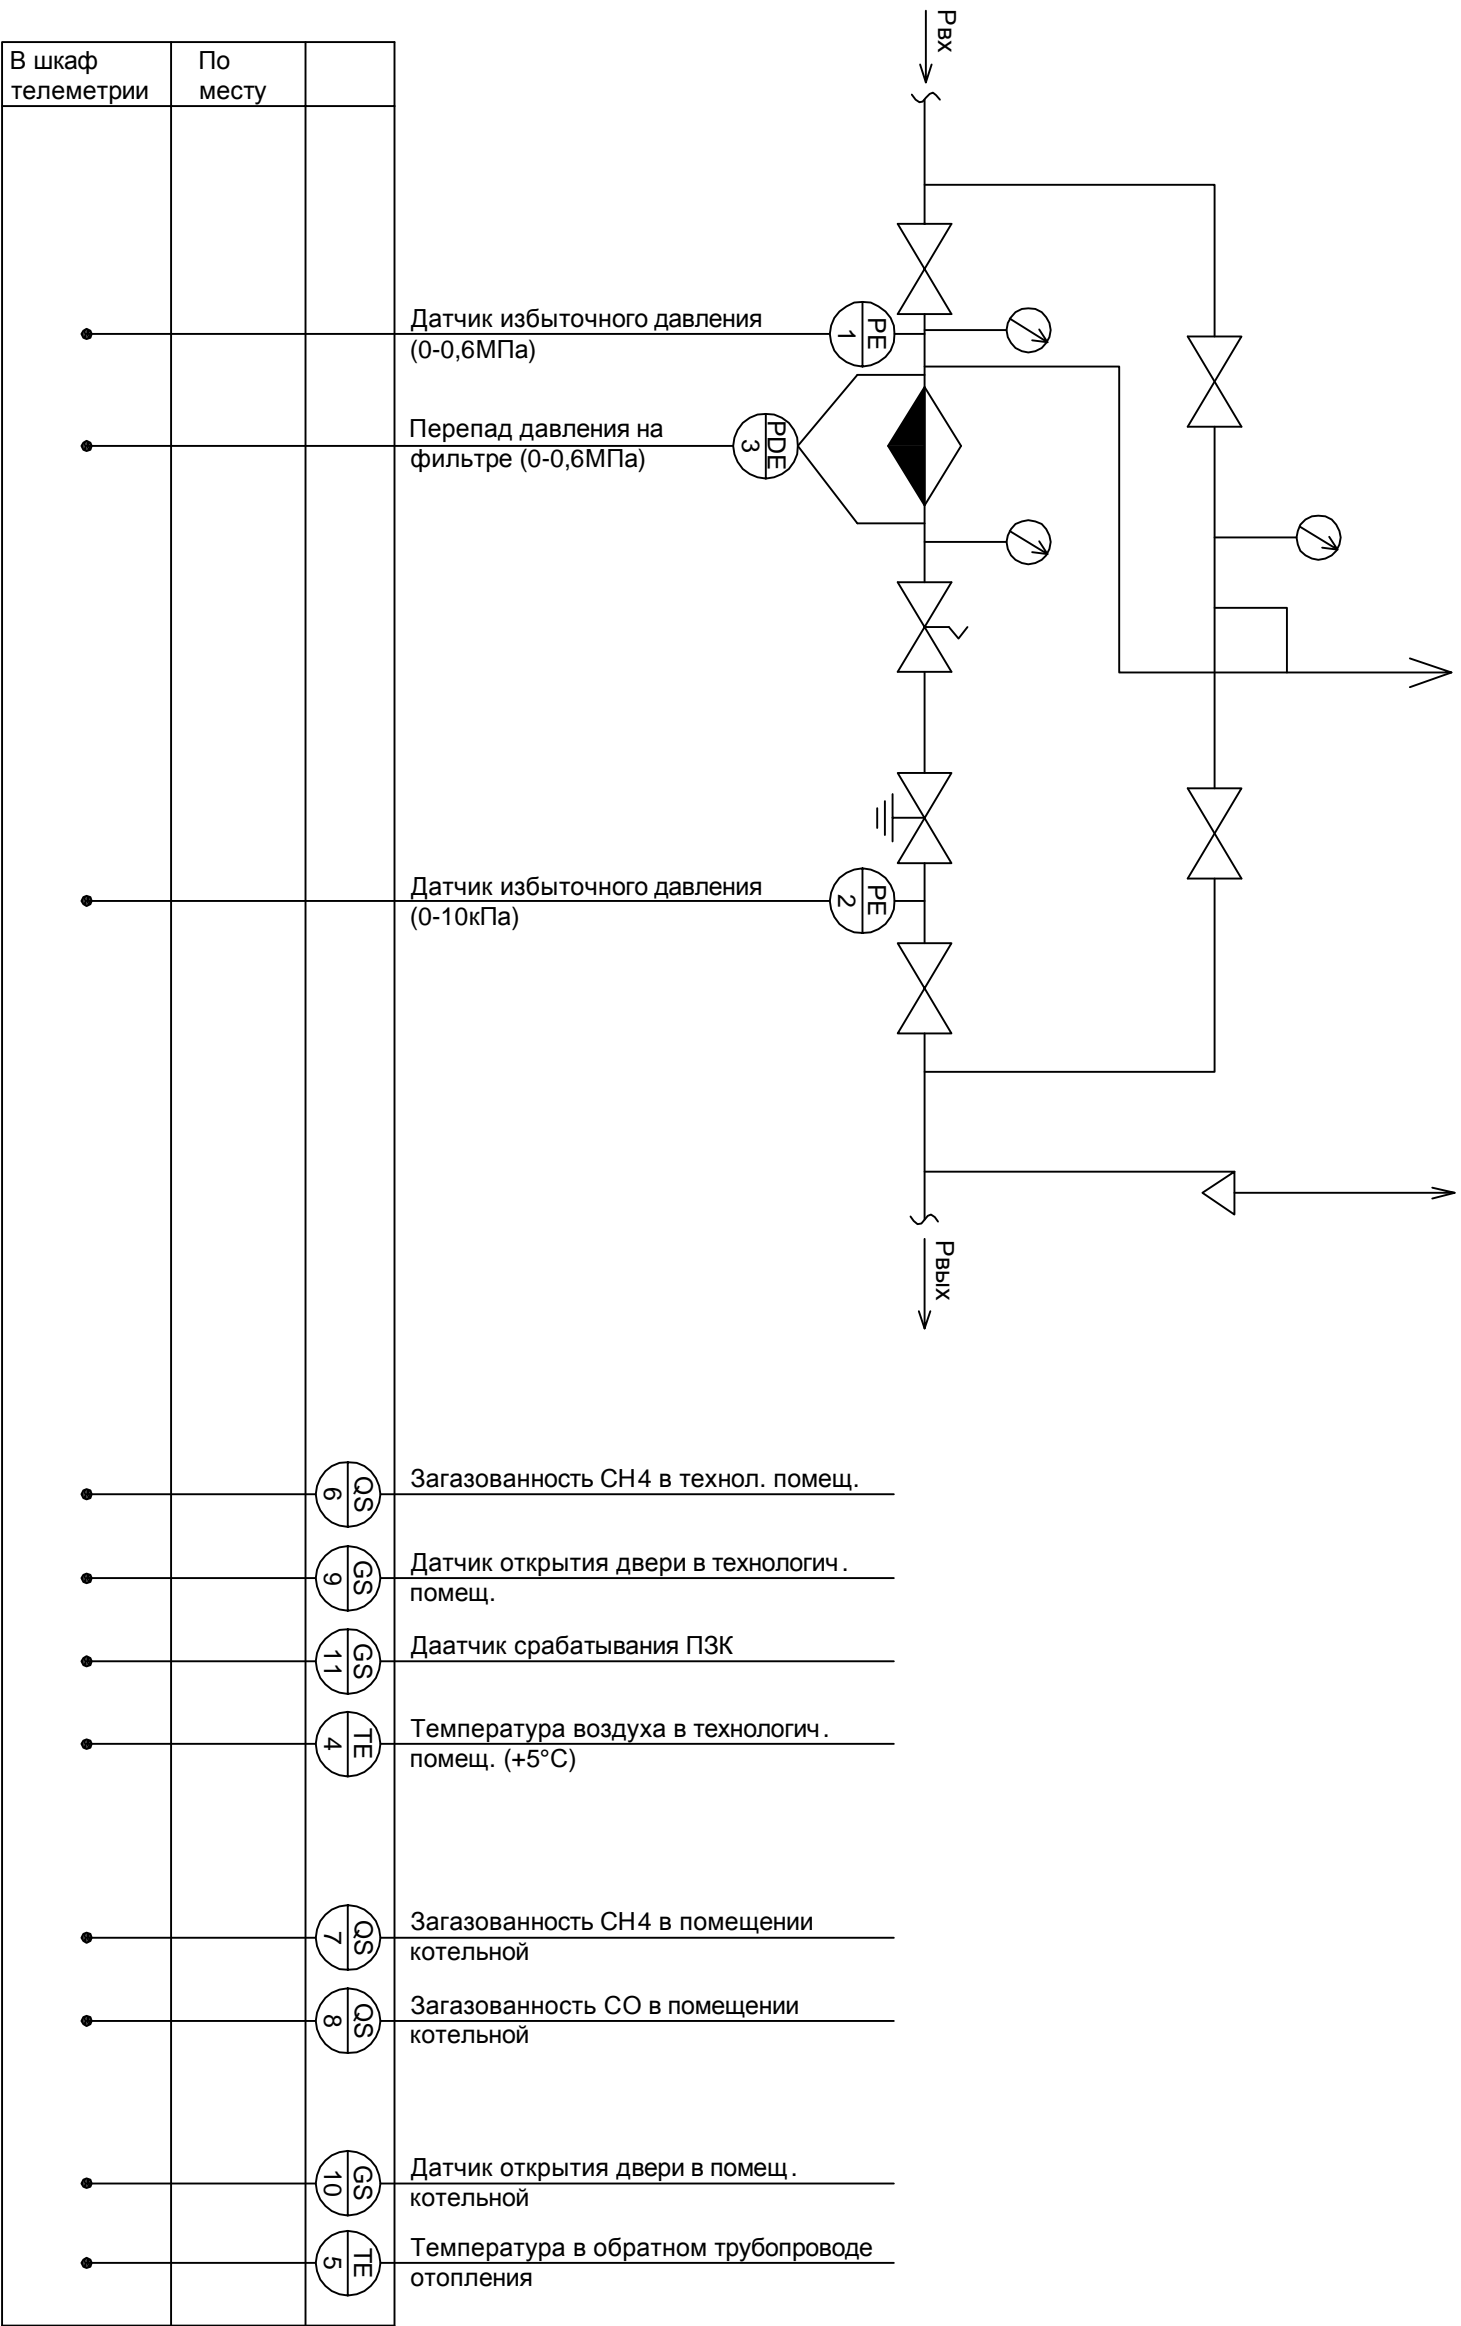 Рвх
В шкаф
телеметрии
По
месту
Датчик избыточного давления
(0-0,6МПа)
PE
1
Перепад давления на
фильтре (0-0,6МПа)
PDE
3
Датчик избыточного давления
(0-10кПа)
PE
2
Рвых
QS
6
Загазованность СН4 в технол. помещ.
GS
9
Датчик открытия двери в технологич.
помещ.
GS
11
Даатчик срабатывания ПЗК
TE
4
Температура воздуха в технологич.
помещ. (+5°С)
QS
7
Загазованность СН4 в помещении
котельной
QS
8
Загазованность СО в помещении
котельной
GS
10
Датчик открытия двери в помещ.
котельной
TE
5
Температура в обратном трубопроводе
отопления